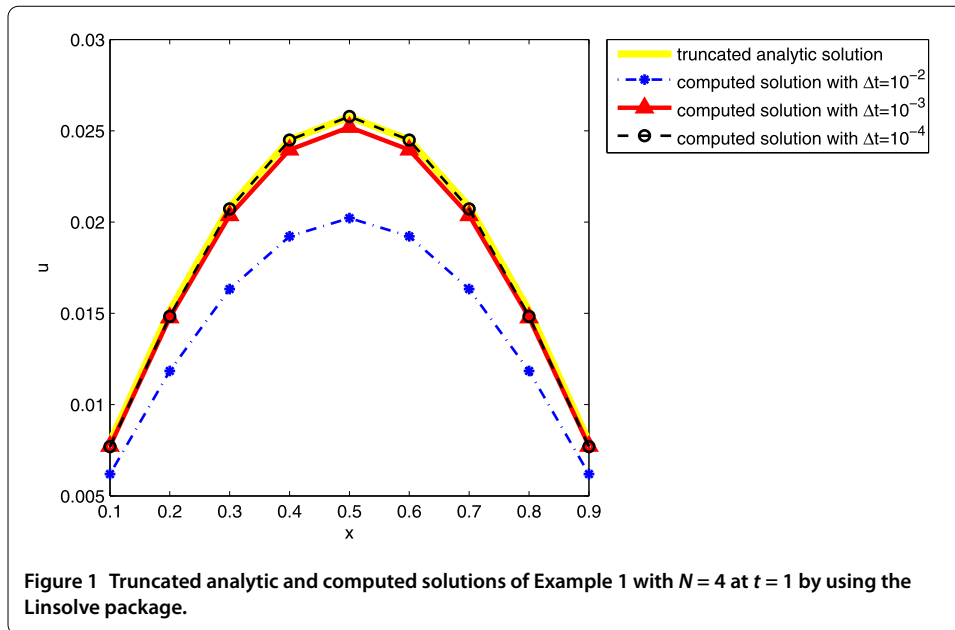 0.03
0.025
0.02
0.015
0.01
0.005
u
0.1 0.2 0.3 0.4 0.5 0.6 0.7 0.8 0.9
x
truncated analytic solution
computed solution with Δt=10⁻²
computed solution with Δt=10⁻³
computed solution with Δt=10⁻⁴
Figure 1 Truncated analytic and computed solutions of Example 1 with N = 4 at t = 1 by using the
Linsolve package.